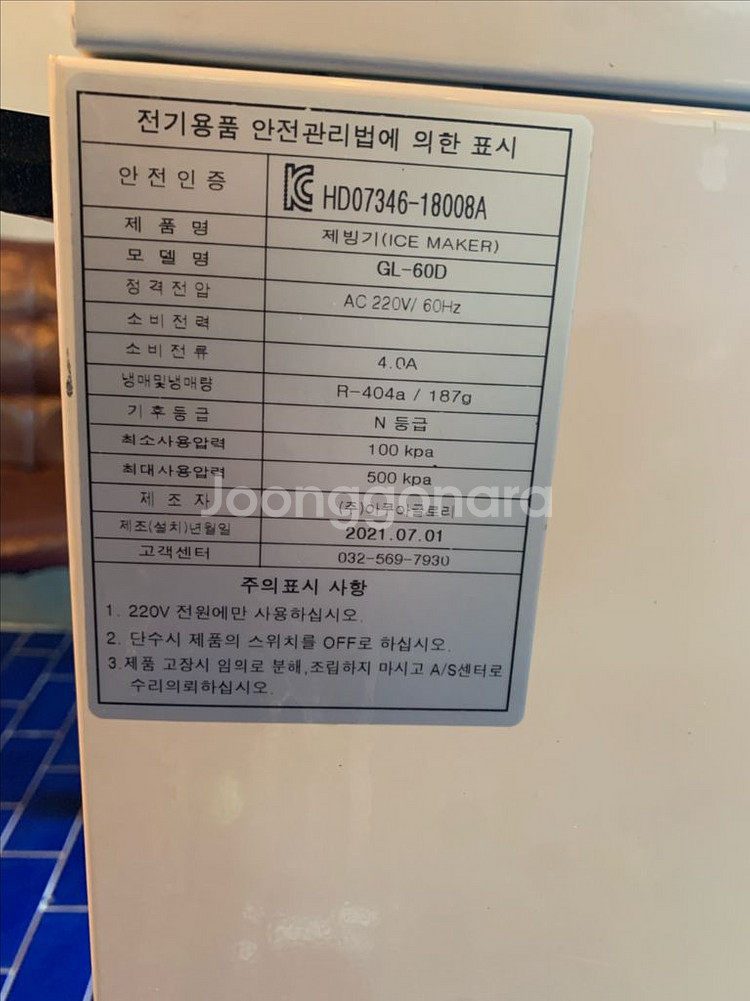 전기용품 안전관리법에 의한 표시
안전인증 HD07346-18008A
제품명 제빙기(ICE MAKER)
모델명 GL-60D
정격전압 AC 220V/ 60Hz
소비전력
소비전류 4.0A
냉매및냉매량 R-404a / 187g
기후등급 N 등급
최소사용압력 100 kpa
최대사용압력 500 kpa
제조자
Joonggonara
제조(설치)년월일 2021.07.01
고객센터 032-569-7930
주의표시 사항
1. 220V 전원에만 사용하십시오.
2. 단수시 제품의 스위치를 OFF로 하십시오.
3.제품 고장시 임의로 분해,조립하지 마시고 A/S센터로
수리의뢰하십시오.